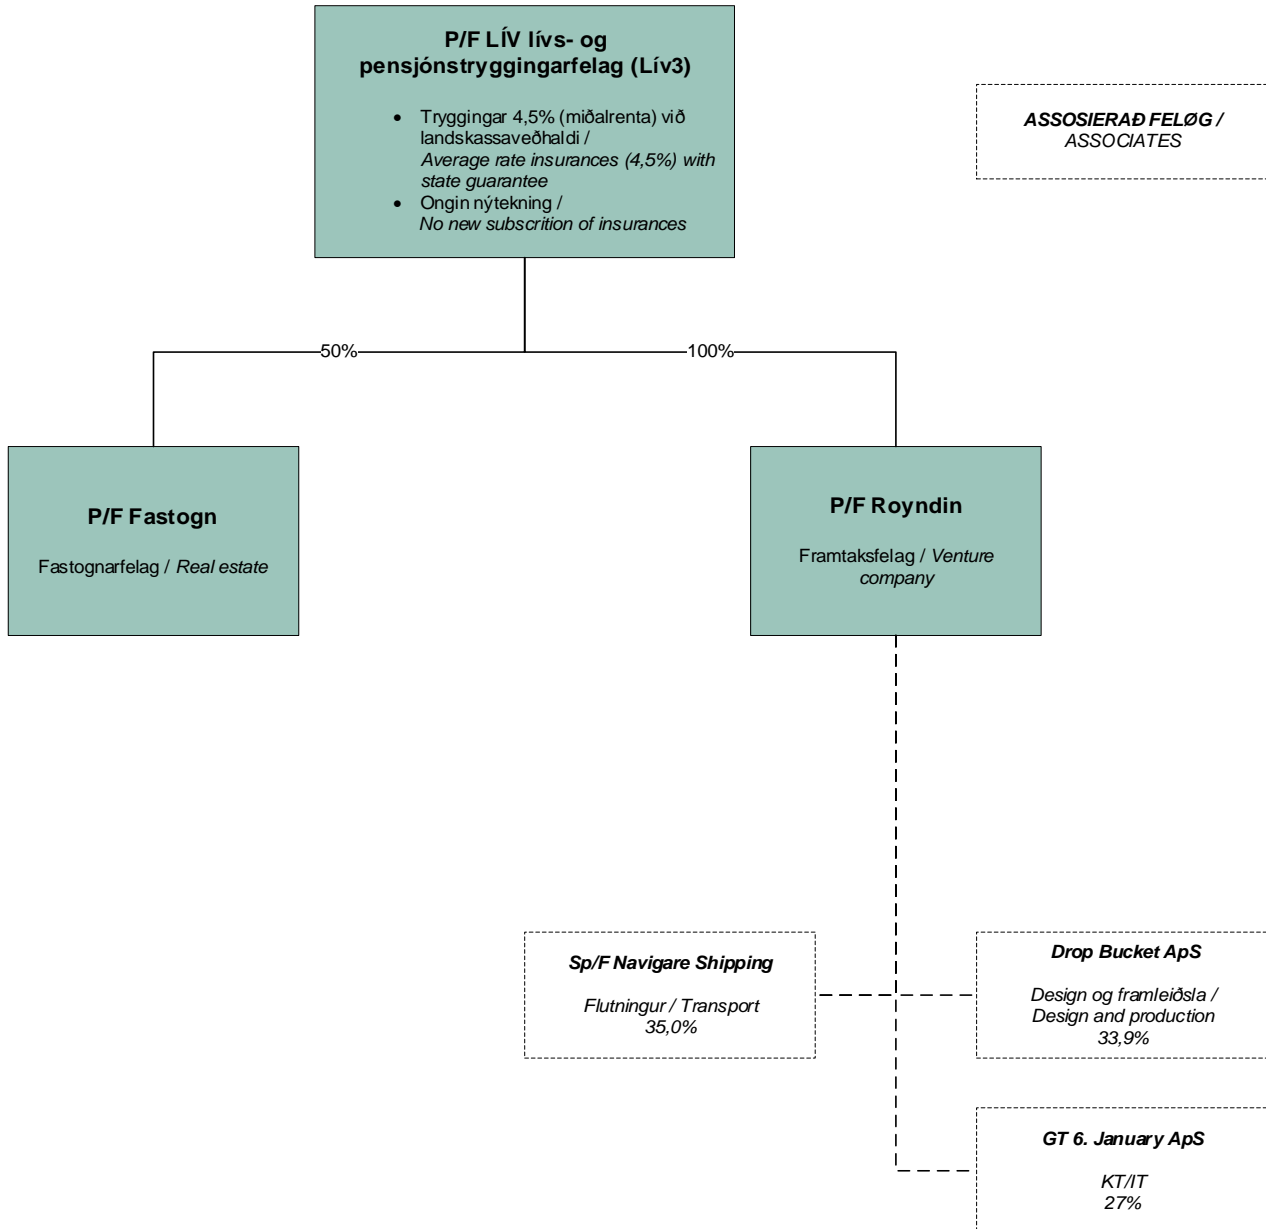 P/F LÍV lívs- og
pensjónstryggingarfelag (Lív3)
• Tryggingar 4,5% (miðalrenta) við
landskassaveðhaldi /
Average rate insurances (4,5%) with
state guarantee
• Ongin nýtekning /
No new subscrition of insurances
ASSOSIERAÐ FELØG /
ASSOCIATES
50%
100%
P/F Fastogn
Fastognarfelag / Real estate
P/F Royndin
Framtaksfelag / Venture
company
Sp/F Navigare Shipping
Flutningur / Transport
35,0%
Drop Bucket ApS
Design og framleiðsla /
Design and production
33,9%
GT 6. January ApS
KT/IT
27%